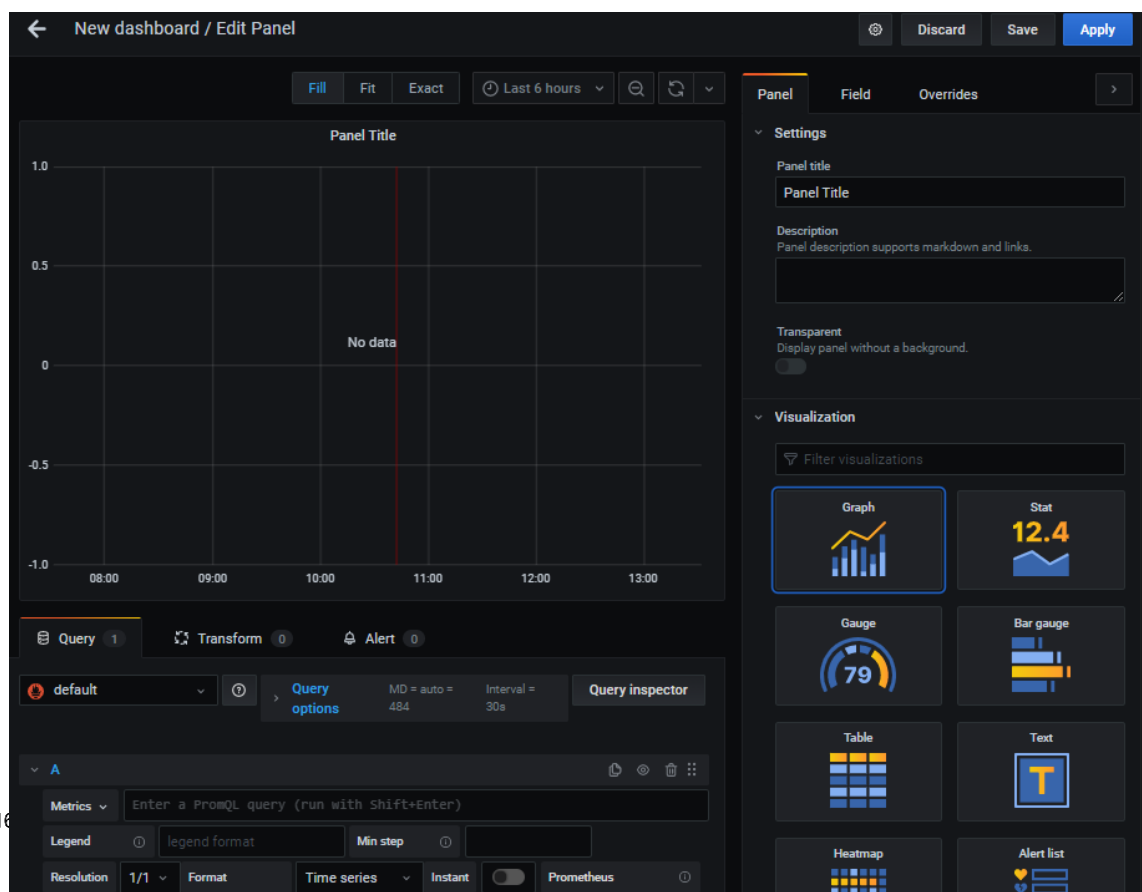 New dashboard / Edit Panel
Discard Save Apply
Fill Fit Exact Last 6 hours
Panel Field Overrides
Panel Title
1.0
0.5
0
-0.5
-1.0
No data
08:00 09:00 10:00 11:00 12:00 13:00
Settings
Panel title
Panel Title
Description
Panel description supports markdown and links.
Transparent
Display panel without a background.
Visualization
Filter visualizations
Graph Stat
12.4
Gauge Bar gauge
79
Table Text
T
Heatmap Alert list
Query 1 Transform 0 Alert 0
default
Query options MD = auto = 484 Interval = 30s Query inspector
A
Metrics Enter a PromQL query (run with Shift+Enter)
Legend legend format Min step
Resolution 1/1 Format Time series Instant Prometheus